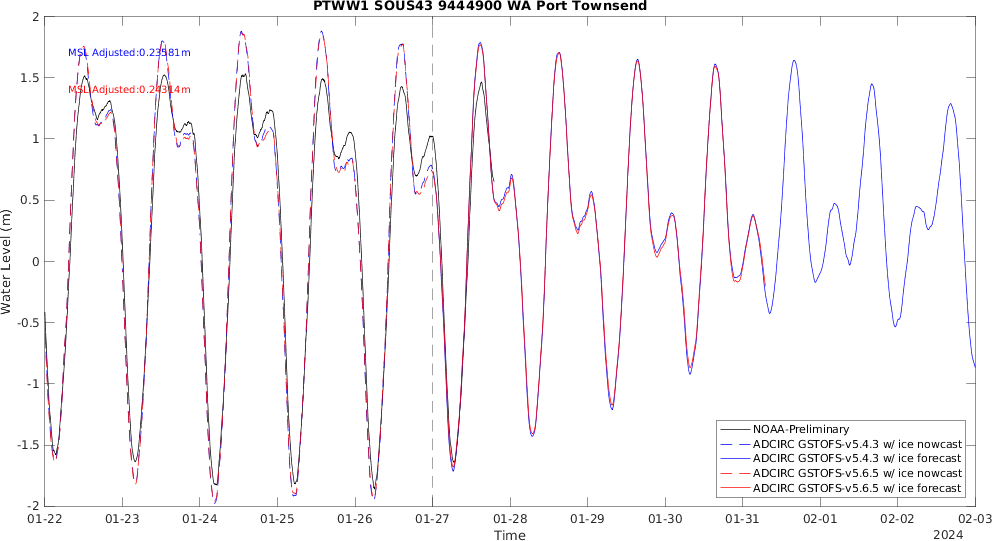 PTWW1 SOUS43 9444900 WA Port Townsend
2
1.5
1
0.5
0
-0.5
-1
-1.5
-2
Water Level (m)
MSL Adjusted:0.23581m
MSL Adjusted:0.24314m
NOAA-Preliminary
ADCIRC GSTOFS-v5.4.3 w/ ice nowcast
ADCIRC GSTOFS-v5.4.3 w/ ice forecast
ADCIRC GSTOFS-v5.6.5 w/ ice nowcast
ADCIRC GSTOFS-v5.6.5 w/ ice forecast
01-22 01-23 01-24 01-25 01-26 01-27 01-28 01-29 01-30 01-31 02-01 02-02 02-03
Time
2024